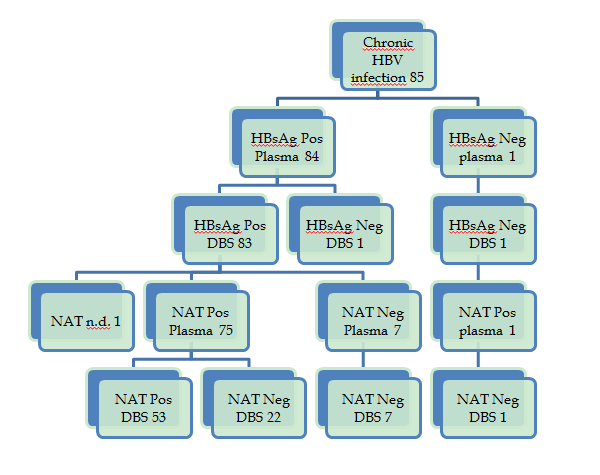 Chronic
HBV
infection 85
HBsAg Pos
Plasma 84
HBsAg Neg
plasma 1
HBsAg Pos
DBS 83
HBsAg Neg
DBS 1
HBsAg Neg
DBS 1
NAT n.d. 1
NAT Pos
Plasma 75
NAT Neg
Plasma 7
NAT Pos
plasma 1
NAT Pos
DBS 53
NAT Neg
DBS 22
NAT Neg
DBS 7
NAT Neg
DBS 1